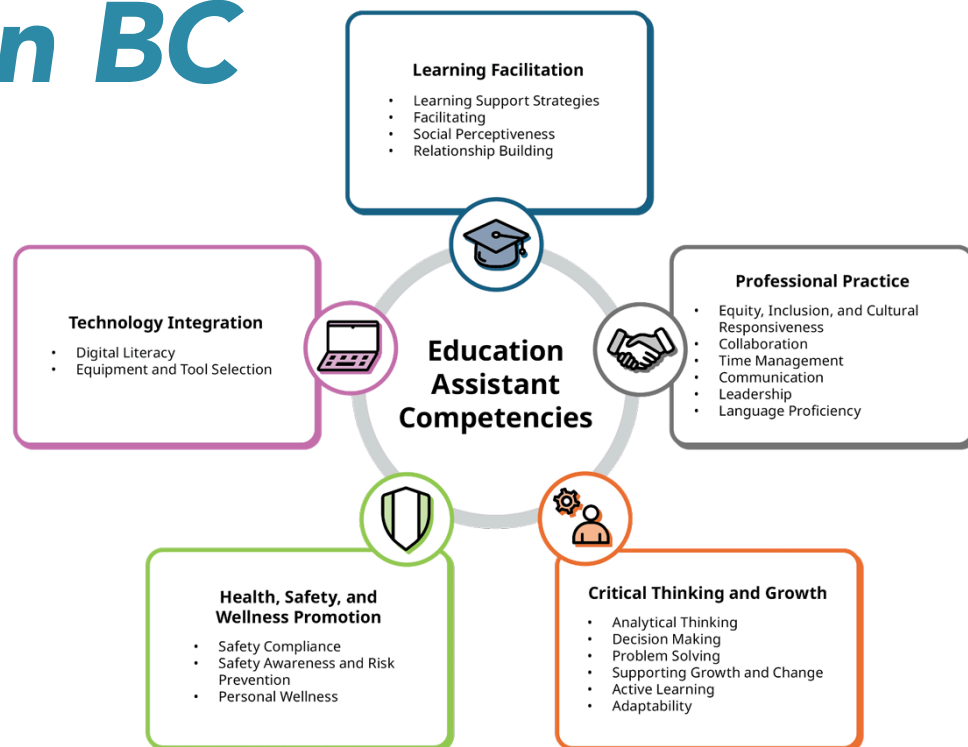 n BC
Learning Facilitation
• Learning Support Strategies
• Facilitating
• Social Perceptiveness
• Relationship Building
Technology Integration
• Digital Literacy
• Equipment and Tool Selection
Education
Assistant
Competencies
Professional Practice
• Equity, Inclusion, and Cultural
Responsiveness
• Collaboration
• Time Management
• Communication
• Leadership
• Language Proficiency
Health, Safety, and
Wellness Promotion
• Safety Compliance
• Safety Awareness and Risk
Prevention
• Personal Wellness
Critical Thinking and Growth
• Analytical Thinking
• Decision Making
• Problem Solving
• Supporting Growth and Change
• Active Learning
• Adaptability